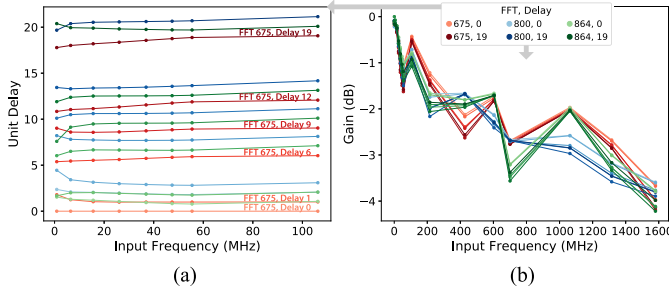 FFT, Delay
675, 0
800, 0
864, 0
675, 19
800, 19
864, 19
Unit Delay
20
15
10
5
0
FFT 675, Delay 19
FFT 675, Delay 12
FFT 675, Delay 9
FFT 675, Delay 6
FFT 675, Delay 1
FFT 675, Delay 0
0
20
40
60
80
100
Input Frequency (MHz)
(a)
Gain (dB)
0
−1
−2
−3
−4
0
200
400
600
800
1000
1200
1400
1600
Input Frequency (MHz)
(b)